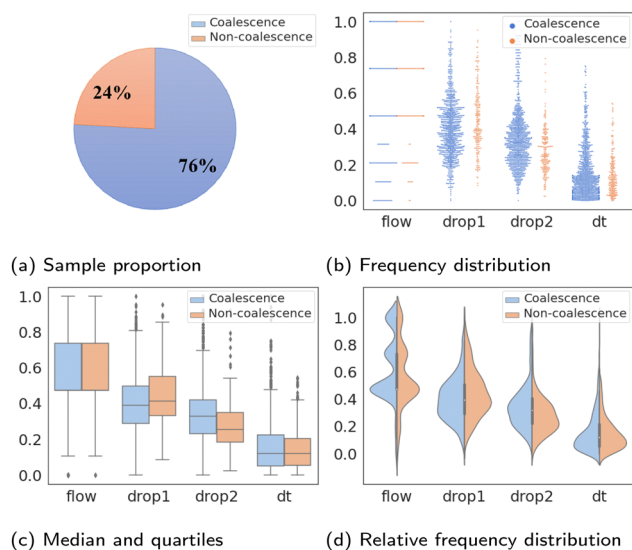 Coalescence
Non-coalescence
24%
76%
(a) Sample proportion
1.0
0.8
0.6
0.4
0.2
0.0
Coalescence
Non-coalescence
flow drop1 drop2 dt
(b) Frequency distribution
1.0
0.8
0.6
0.4
0.2
0.0
Coalescence
Non-coalescence
flow drop1 drop2 dt
(c) Median and quartiles
1.0
0.8
0.6
0.4
0.2
0.0
Coalescence
Non-coalescence
flow drop1 drop2 dt
(d) Relative frequency distribution